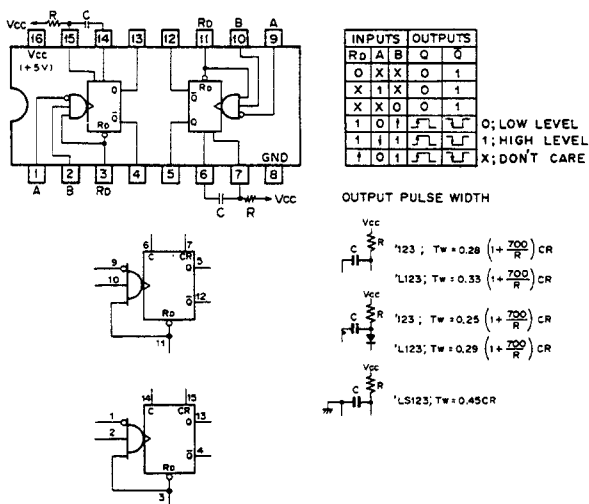 R C RD B A
Vcc
16 15 14 13 12 11 10 9
Vcc
(+5V)
Q
Q̄
RD
Q̄
Q
RD
GND
1 2 3 4 5 6 7 8
A B RD
C R Vcc
INPUTS OUTPUTS
RD A B Q Q̄
0 X X 0 1
X 1 X 0 1
X X 0 0 1
1 0 ↑
1 ↓ 1
↑ 0 1
0; LOW LEVEL
1; HIGH LEVEL
X; DON'T CARE
OUTPUT PULSE WIDTH
Vcc
R
C
'123 ; Tw = 0.28 (1 + 700/R) CR
'L123; Tw = 0.33 (1 + 700/R) CR
Vcc
R
C
'123 ; Tw = 0.25 (1 + 700/R) CR
'L123; Tw = 0.29 (1 + 700/R) CR
Vcc
R
C
'LS123; Tw = 0.45CR
6 7
C CR
9
10
Q 5
Q̄ 12
RD
11
14 15
C CR
1
2
Q 13
Q̄ 4
RD
3